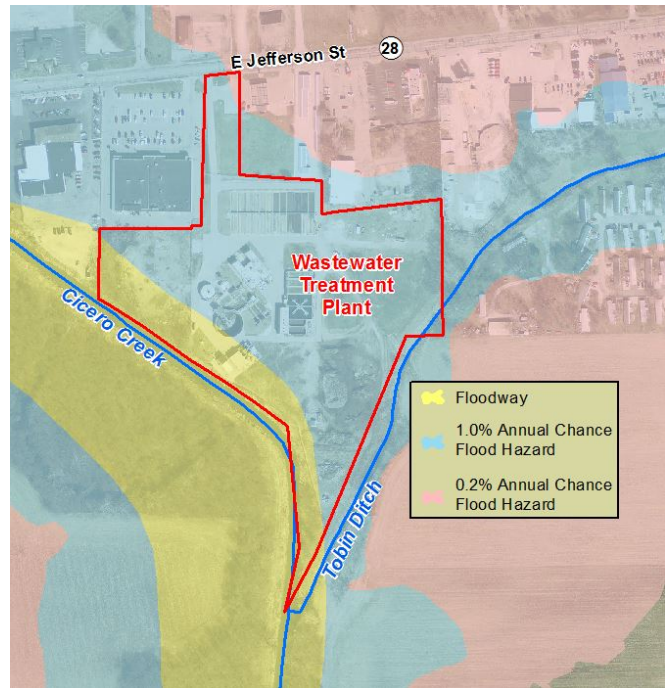 E Jefferson St
28
Wastewater
Treatment
Plant
Cicero Creek
Tobin Ditch
Floodway
1.0% Annual Chance
Flood Hazard
0.2% Annual Chance
Flood Hazard